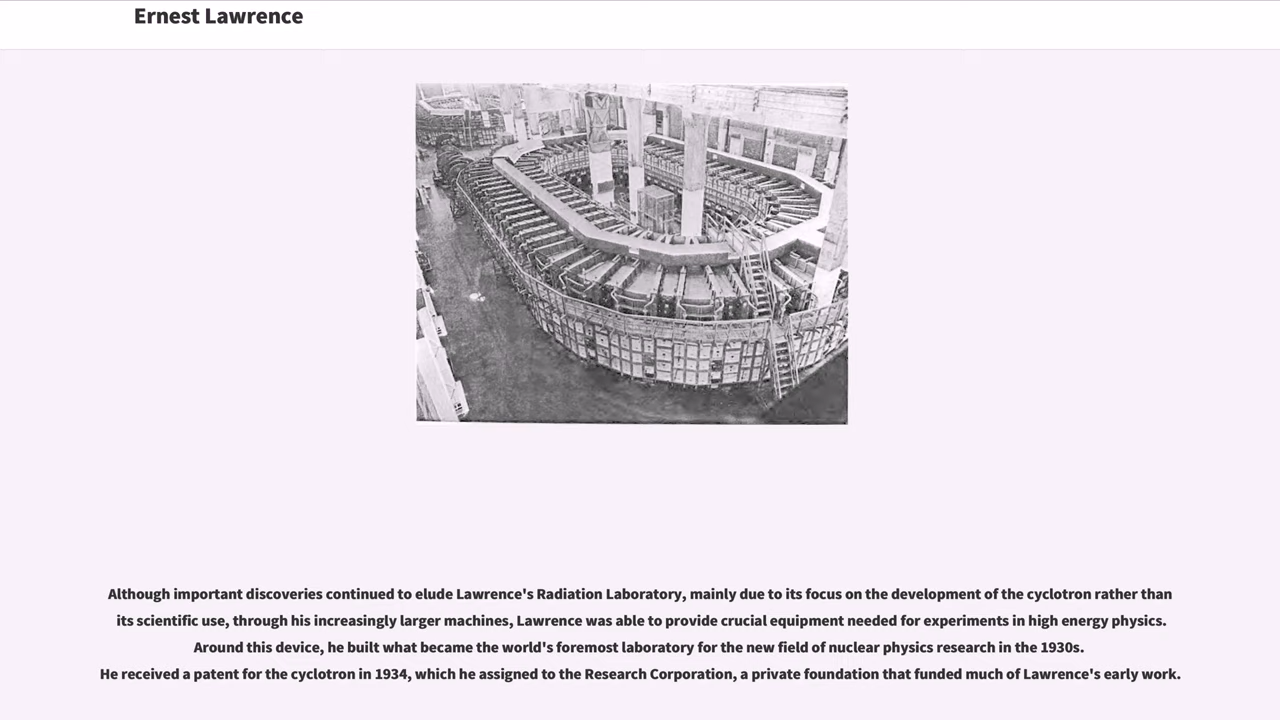 Ernest Lawrence
Although important discoveries continued to elude Lawrence's Radiation Laboratory, mainly due to its focus on the development of the cyclotron rather than
its scientific use, through his increasingly larger machines, Lawrence was able to provide crucial equipment needed for experiments in high energy physics.
Around this device, he built what became the world's foremost laboratory for the new field of nuclear physics research in the 1930s.
He received a patent for the cyclotron in 1934, which he assigned to the Research Corporation, a private foundation that funded much of Lawrence's early work.